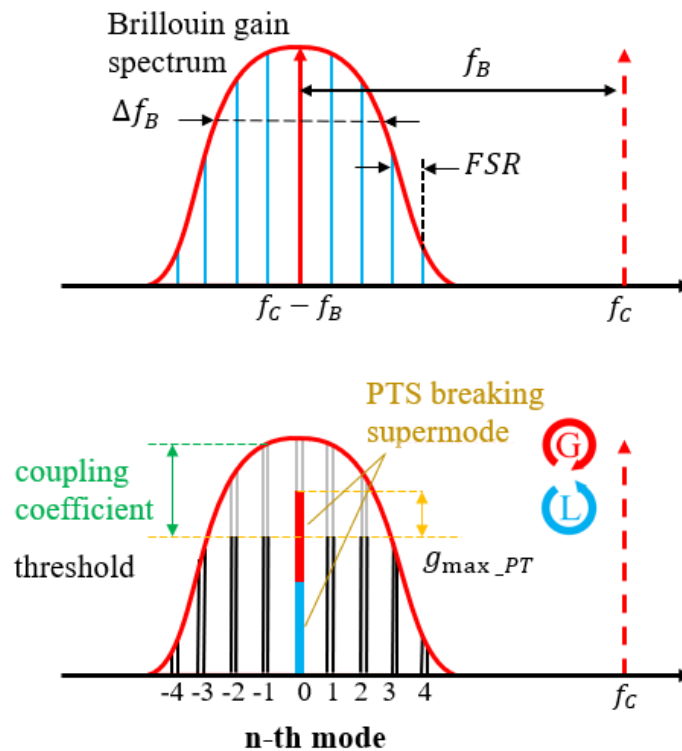 Brillouin gain
spectrum
f_B
Δf_B
FSR
f_C − f_B
f_C
PTS breaking
supermode
G
coupling
coefficient
L
threshold
g_max_PT
-4 -3 -2 -1 0 1 2 3 4
f_C
n-th mode